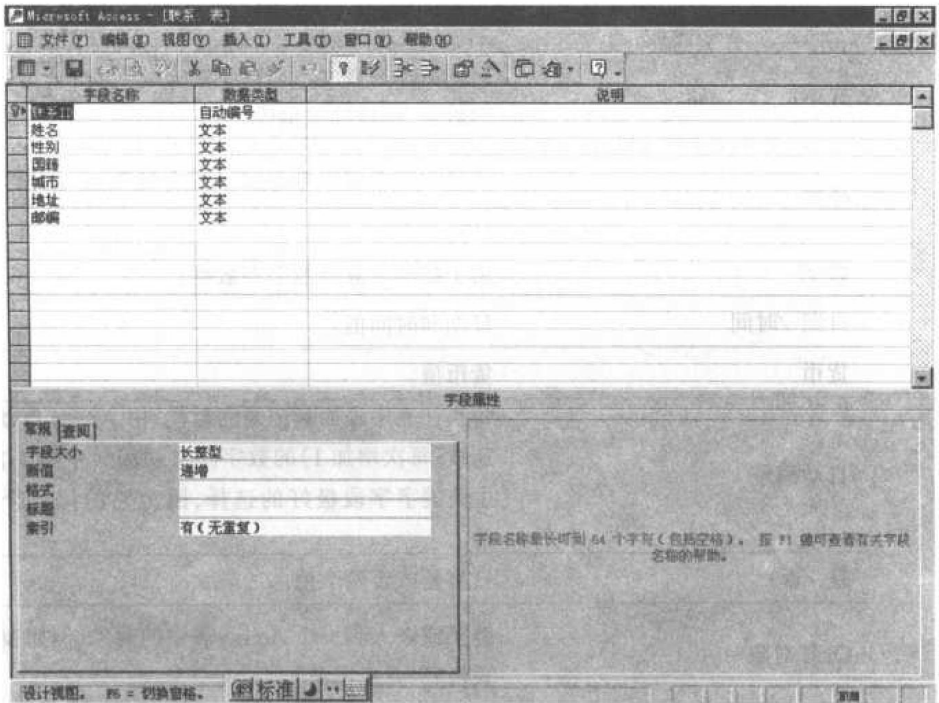 Microsoft Access - [联系: 表]
文件(F) 编辑(E) 视图(V) 插入(I) 工具(T) 窗口(W) 帮助(H)
字段名称 数据类型 说明
自动编号
姓名 文本
性别 文本
国籍 文本
城市 文本
地址 文本
邮编 文本
字段属性
常规 查阅
字段大小 长整型
新值 递增
格式
标题
索引 有(无重复)
字段名称最长可到 64 个字符(包括空格)。 按 F1 键可查看有关字段
名称的帮助。
设计视图。 F6 = 切换窗格。 标准